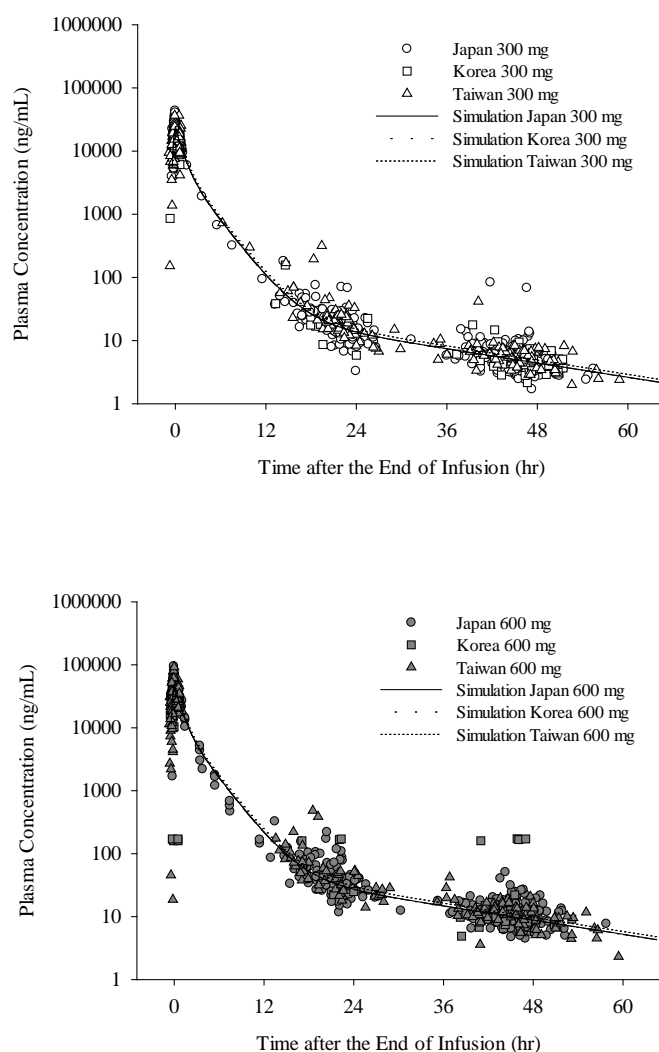 1000000
100000
10000
1000
100
10
1
Plasma Concentration (ng/mL)
Japan 300 mg
Korea 300 mg
Taiwan 300 mg
Simulation Japan 300 mg
Simulation Korea 300 mg
Simulation Taiwan 300 mg
0 12 24 36 48 60
Time after the End of Infusion (hr)
1000000
100000
10000
1000
100
10
1
Plasma Concentration (ng/mL)
Japan 600 mg
Korea 600 mg
Taiwan 600 mg
Simulation Japan 600 mg
Simulation Korea 600 mg
Simulation Taiwan 600 mg
0 12 24 36 48 60
Time after the End of Infusion (hr)